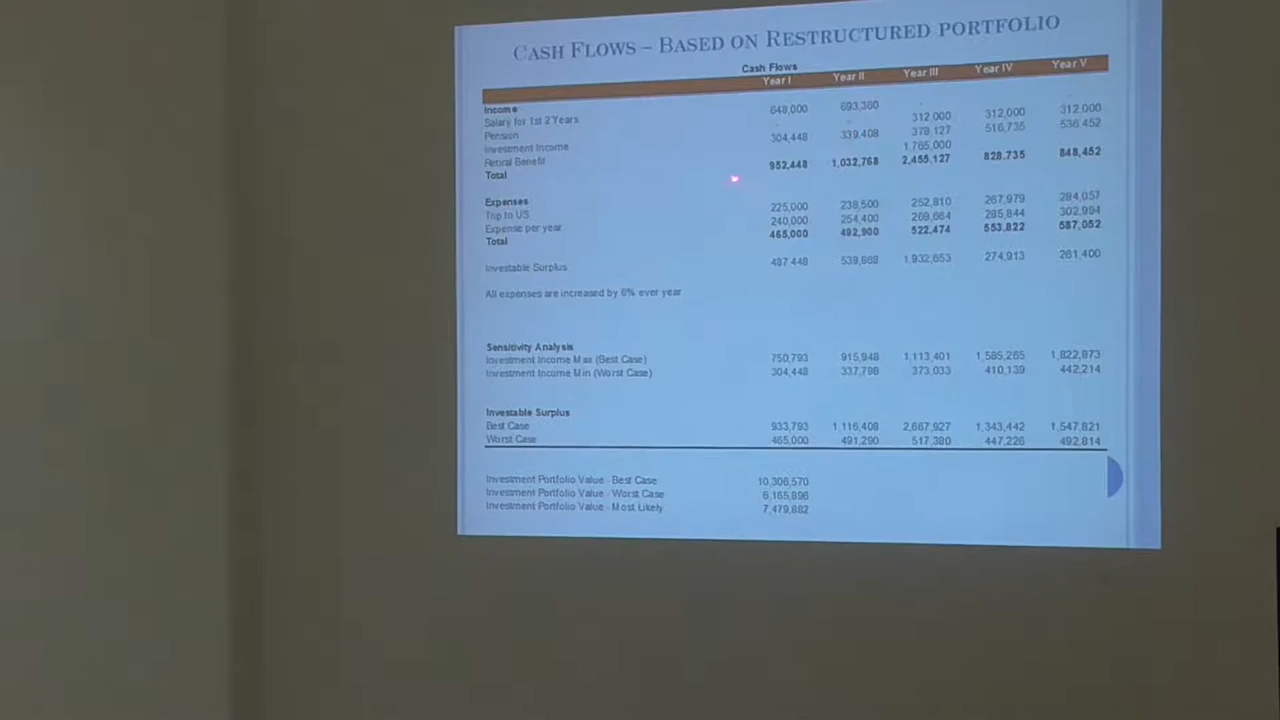 CASH FLOWS – BASED ON RESTRUCTURED PORTFOLIO
Cash Flows
Year I Year II Year III Year IV Year V
Income
Salary for 1st 2 Years 648,000 693,360 - - -
Pension - - 312,000 312,000 312,000
Investment Income 304,448 339,408 378,127 516,735 536,452
Retiral Benefit 1,765,000
Total 952,448 1,032,768 2,455,127 828,735 848,452
Expenses
Trip to US 225,000 238,500 252,810 267,979 284,057
Expense per year 240,000 254,400 269,664 285,844 302,994
Total 465,000 492,900 522,474 553,822 587,052
Investable Surplus 487,448 539,868 1,932,653 274,913 261,400
All expenses are increased by 6% ever year
Sensitivity Analysis
Investment Income Max (Best Case) 750,793 915,948 1,113,401 1,585,265 1,822,873
Investment Income Min (Worst Case) 304,448 337,798 373,033 410,139 442,214
Investable Surplus
Best Case 933,793 1,116,408 2,667,927 1,343,442 1,547,821
Worst Case 465,000 491,290 517,380 447,226 492,814
Investment Portfolio Value - Best Case 10,306,570
Investment Portfolio Value - Worst Case 6,165,896
Investment Portfolio Value - Most Likely 7,479,882